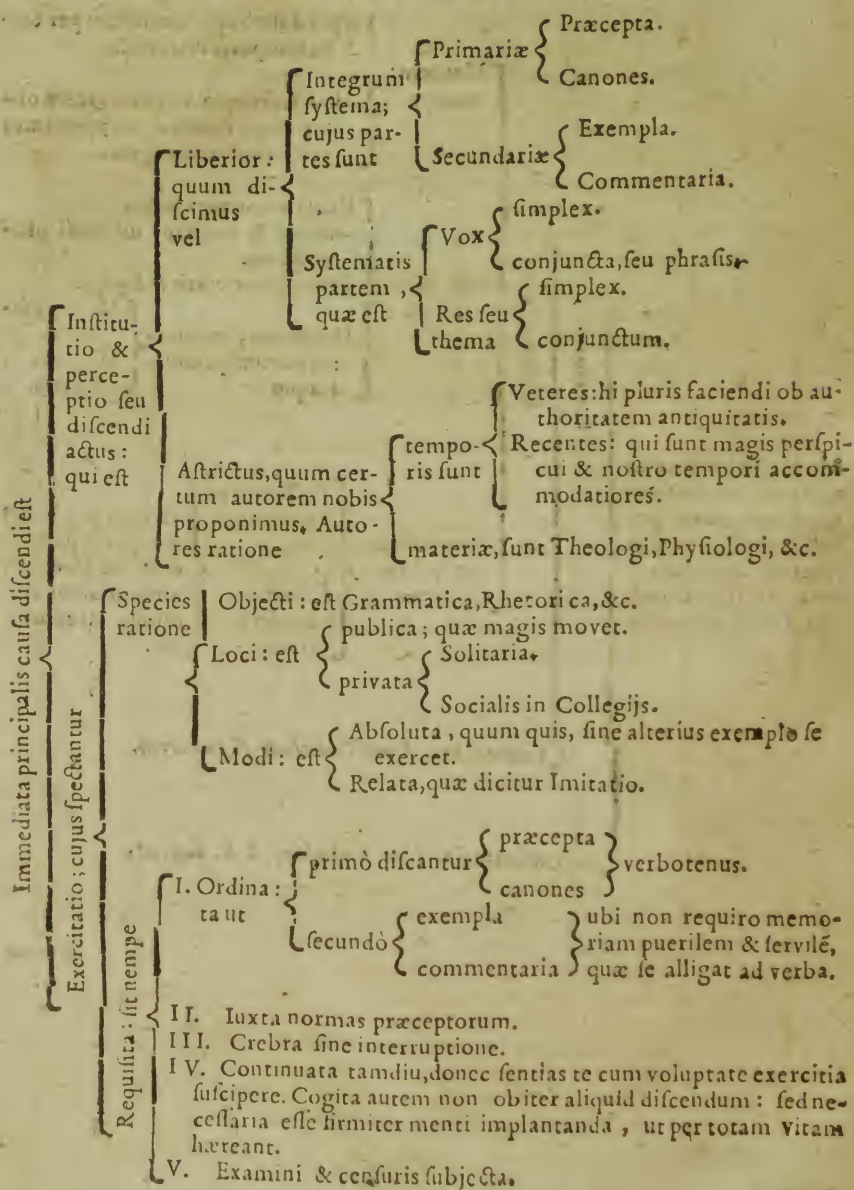 Immediata principalis causa discendi est
Institu-
tio &
perce-
ptio seu
discendi
actus:
qui est
Liberior:
quum di-
scimus
vel
Integrum
systema;
cujus par-
tes sunt
Primariæ
Præcepta.
Canones.
Secundariæ
Exempla.
Commentaria.
Systematis
partem,
quæ est
Vox
simplex.
conjuncta, seu phrasis.
Res seu
thema
simplex.
conjunctum.
Astrictus, quum cer-
tum autorem nobis
proponimus. Auto-
res ratione
tempo-
ris sunt
Veteres: hi pluris faciendi ob au-
thoritatem antiquitatis.
Recentes: qui sunt magis perspi-
cui & nostro tempori accom-
modatiores.
materiæ, sunt Theologi, Physiologi, &c.
Exercitatio; cujus spectantur
Species
ratione
Objecti: est Grammatica, Rhetorica, &c.
Loci: est
publica; quæ magis movet.
privata
Solitaria.
Socialis in Collegijs.
Modi: est
Absoluta, quum quis, sine alterius exemplo se
exercet.
Relata, quæ dicitur Imitatio.
Requisita: sit nempe
I. Ordina:
ta ut
primò discantur
præcepta
canones
verbotenus.
secundò
exempla
commentaria
ubi non requiro memo-
riam puerilem & servilẽ,
quæ se alligat ad verba.
II. Iuxta normas præceptorum.
III. Crebra sine interruptione.
IV. Continuata tamdiu, donec sentias te cum voluptate exercitia
suscipere. Cogita autem non obiter aliquid discendum: sed ne-
cessaria esse firmiter menti implantanda, ut per totam vitam
hæreant.
V. Examini & censuris subjecta.